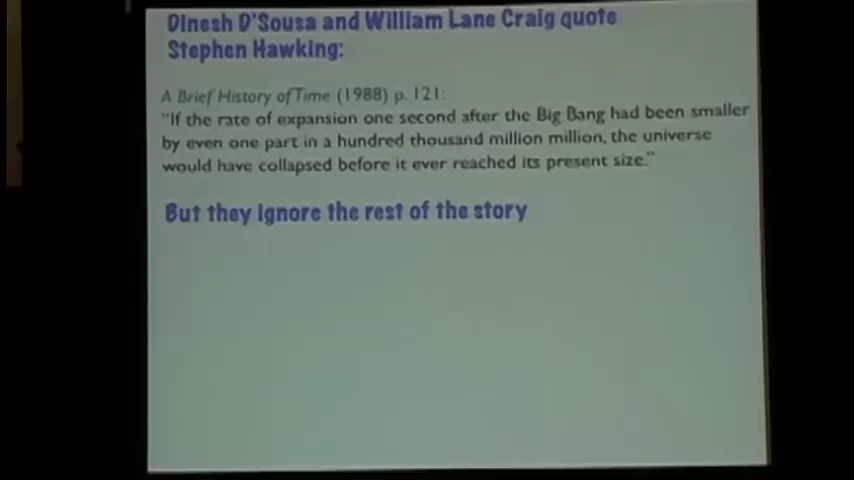 Dinesh D'Sousa and William Lane Craig quote
Stephen Hawking:
A Brief History of Time (1988) p. 121:
"If the rate of expansion one second after the Big Bang had been smaller
by even one part in a hundred thousand million million, the universe
would have collapsed before it ever reached its present size."
But they ignore the rest of the story